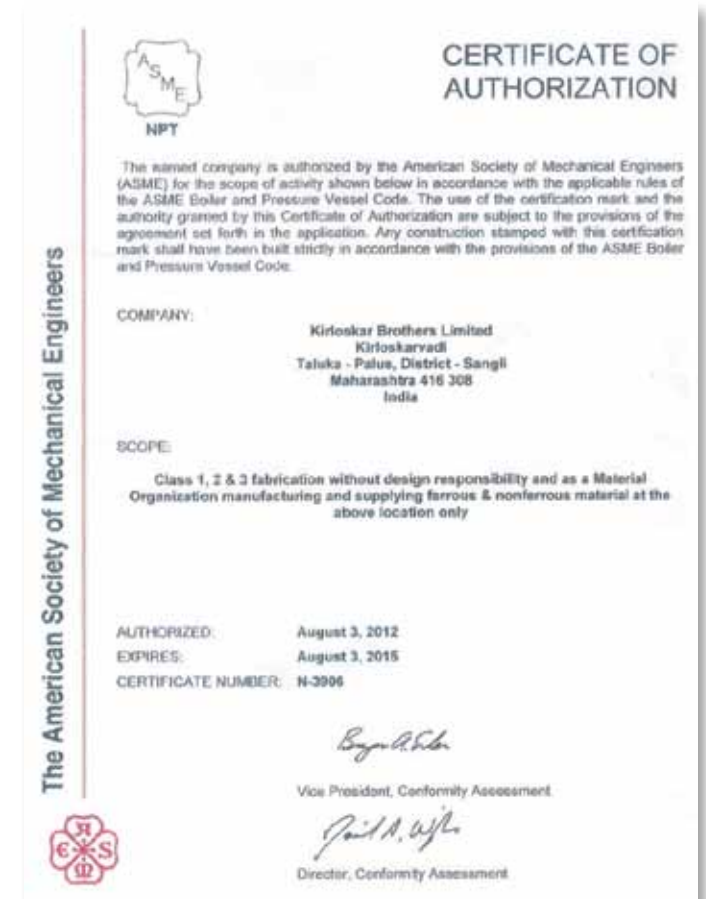 ASME
NPT
CERTIFICATE OF
AUTHORIZATION
The named company is authorized by the American Society of Mechanical Engineers
(ASME) for the scope of activity shown below in accordance with the applicable rules of
the ASME Boiler and Pressure Vessel Code. The use of the certification mark and the
authority granted by this Certificate of Authorization are subject to the provisions of the
agreement set forth in the application. Any construction stamped with this certification
mark shall have been built strictly in accordance with the provisions of the ASME Boiler
and Pressure Vessel Code.
COMPANY:
Kirloskar Brothers Limited
Kirloskarvadi
Taluka - Palus, District - Sangli
Maharashtra 416 308
India
SCOPE:
Class 1, 2 & 3 fabrication without design responsibility and as a Material
Organization manufacturing and supplying ferrous & nonferrous material at the
above location only
AUTHORIZED: August 3, 2012
EXPIRES: August 3, 2015
CERTIFICATE NUMBER: N-3906
Vice President, Conformity Assessment
Director, Conformity Assessment
The American Society of Mechanical Engineers
ASME